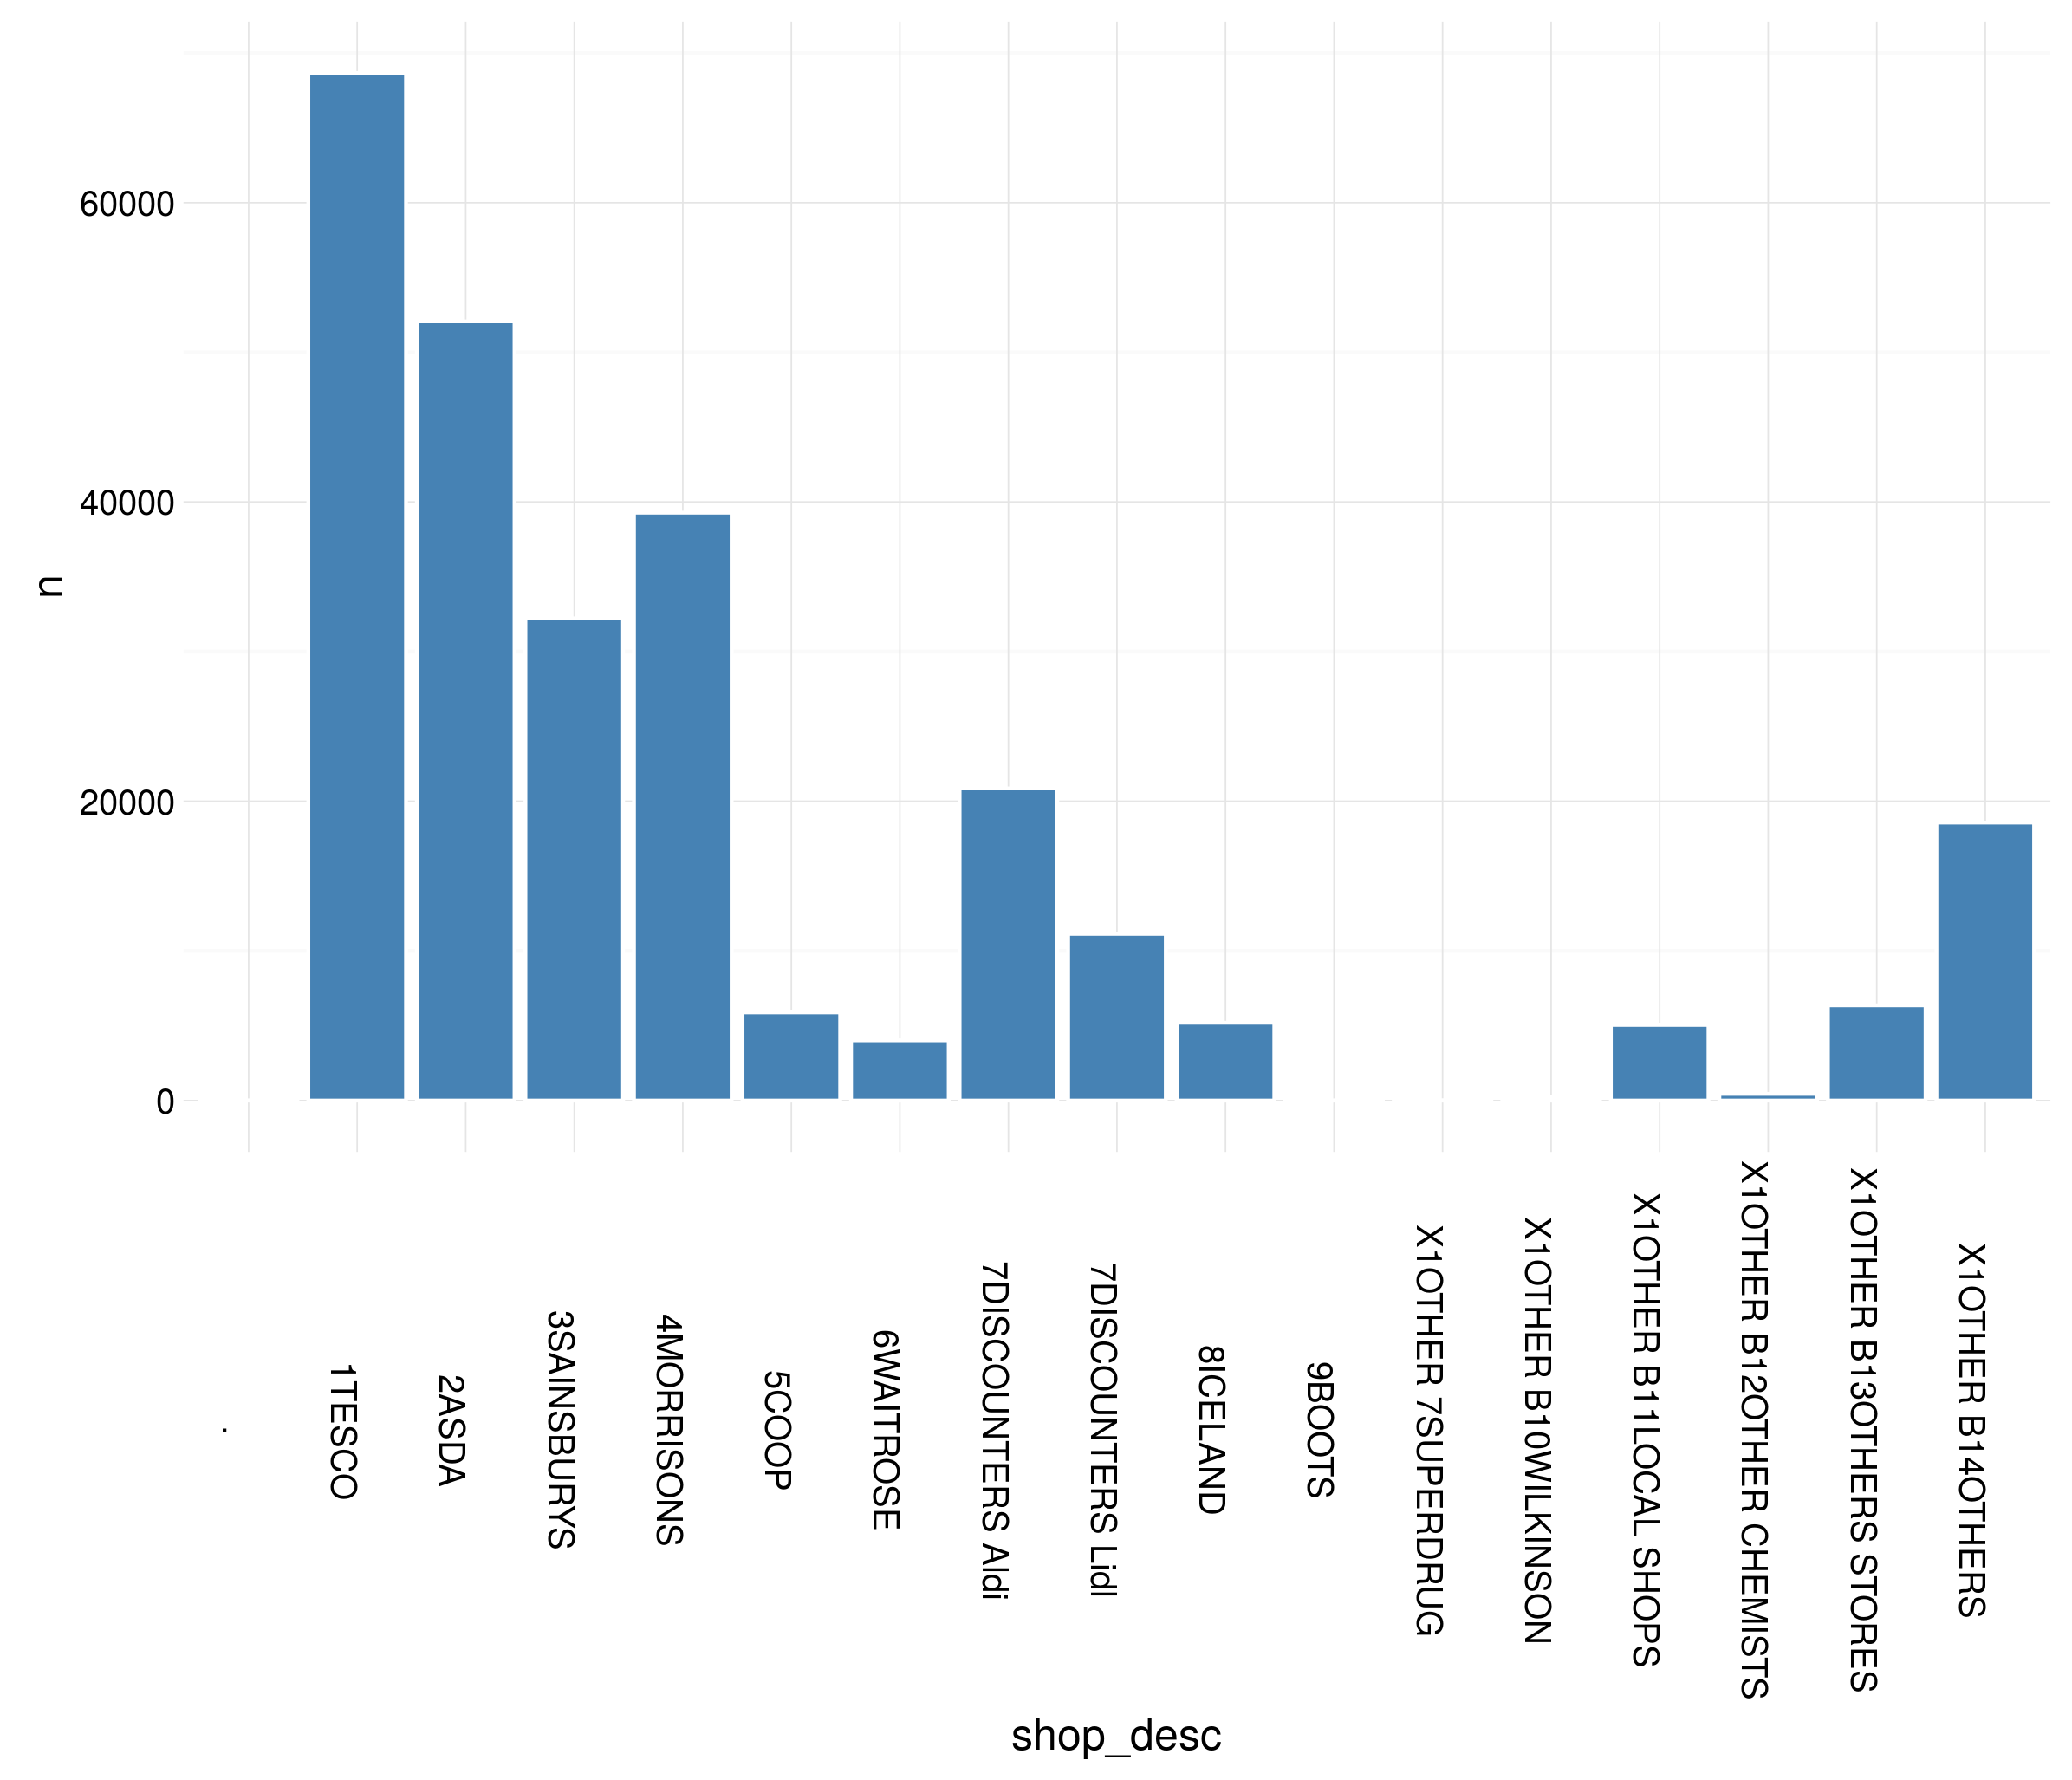 60000
40000
20000
0
n
.
1TESCO
2ASDA
3SAINSBURYS
4MORRISONS
5COOP
6WAITROSE
7DISCOUNTERS Aldi
7DISCOUNTERS Lidl
8ICELAND
9BOOTS
X1OTHER 7SUPERDRUG
X1OTHER B10WILKINSON
X1OTHER B11LOCAL SHOPS
X1OTHER B12OTHER CHEMISTS
X1OTHER B13OTHERS STORES
X1OTHER B14OTHERS
shop_desc